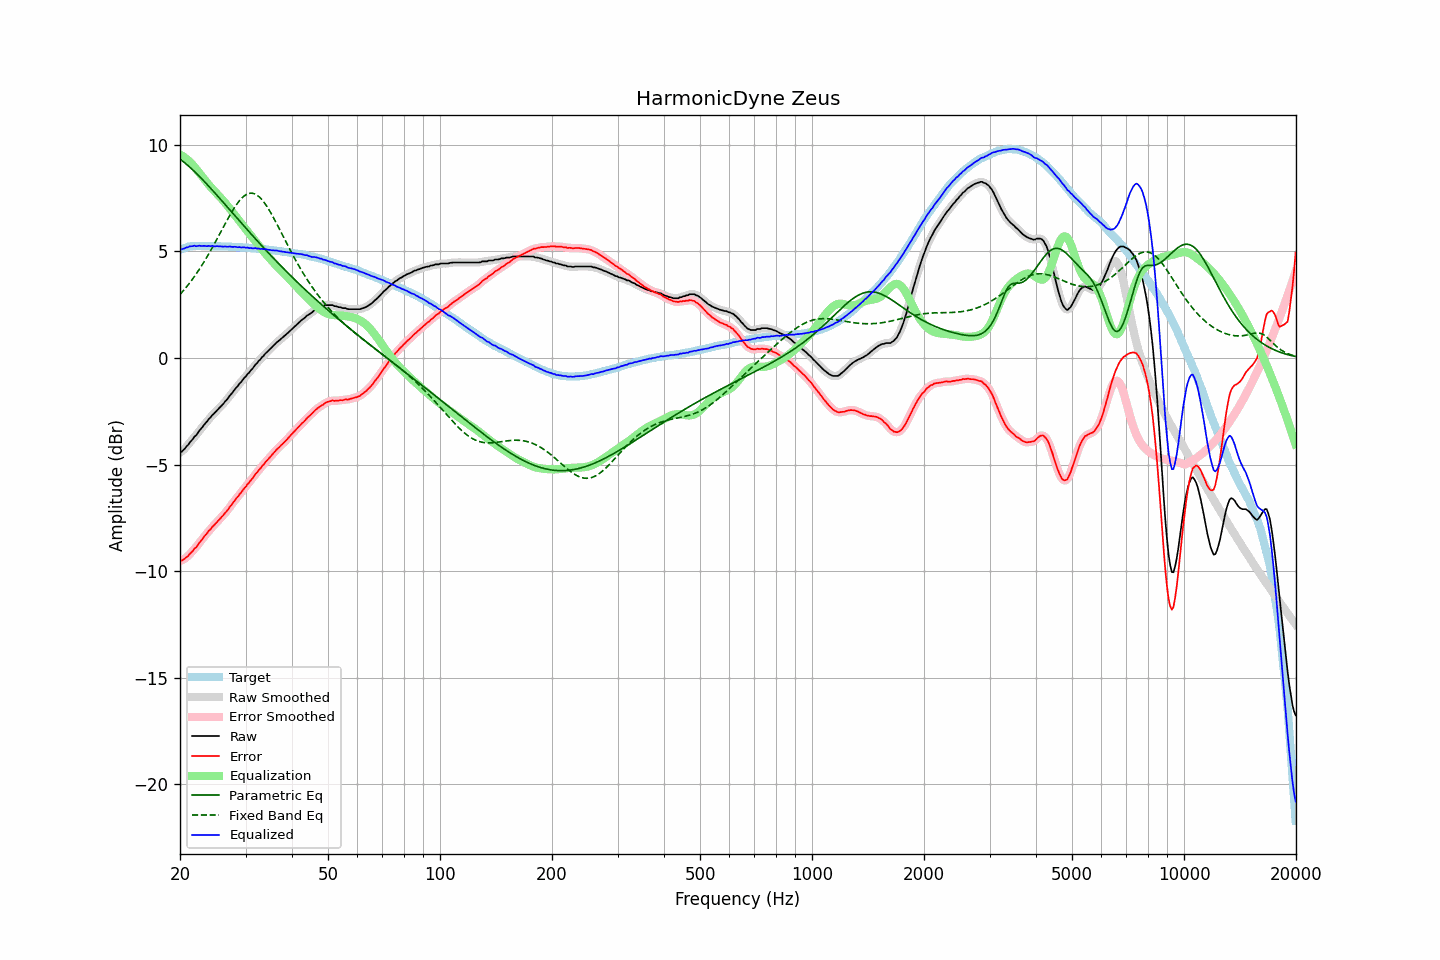 HarmonicDyne Zeus
Amplitude (dBr)
10
5
0
−5
−10
−15
−20
Target
Raw Smoothed
Error Smoothed
Raw
Error
Equalization
Parametric Eq
Fixed Band Eq
Equalized
20 50 100 200 500 1000 2000 5000 10000 20000
Frequency (Hz)